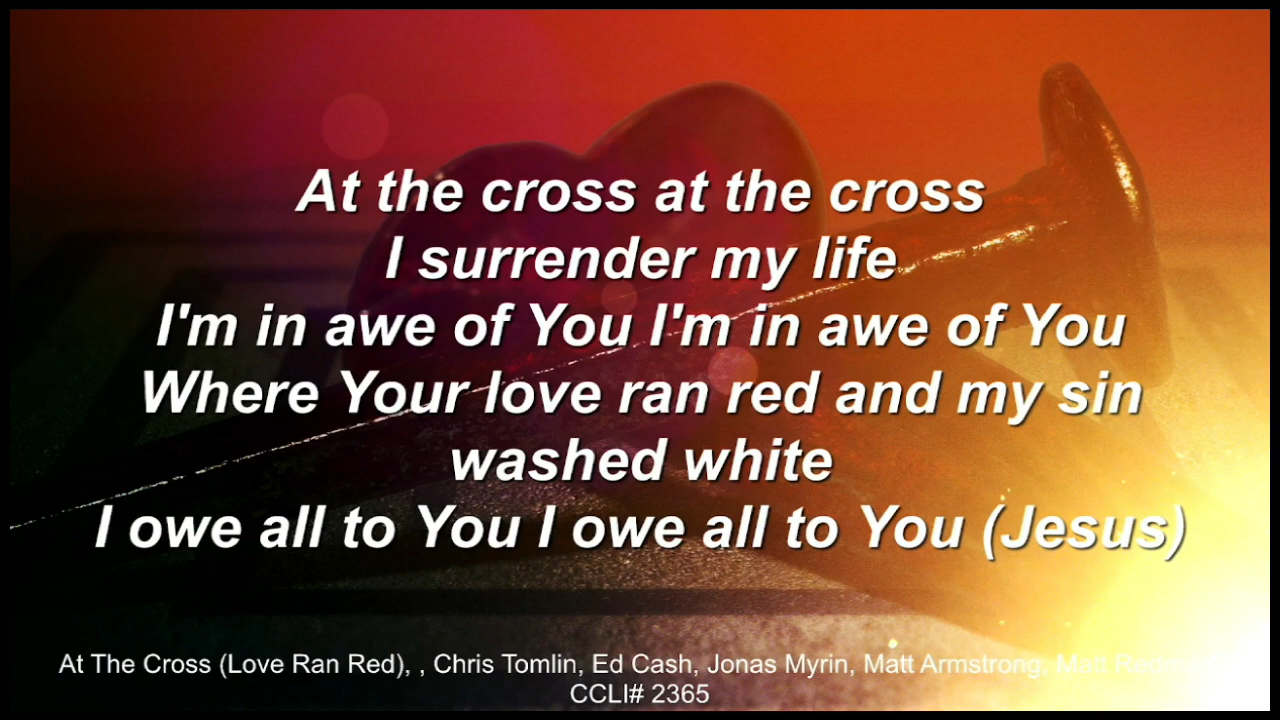 At the cross at the cross
I surrender my life
I'm in awe of You I'm in awe of You
Where Your love ran red and my sin
washed white
I owe all to You I owe all to You (Jesus)
At The Cross (Love Ran Red), , Chris Tomlin, Ed Cash, Jonas Myrin, Matt Armstrong, Matt
CCLI# 2365